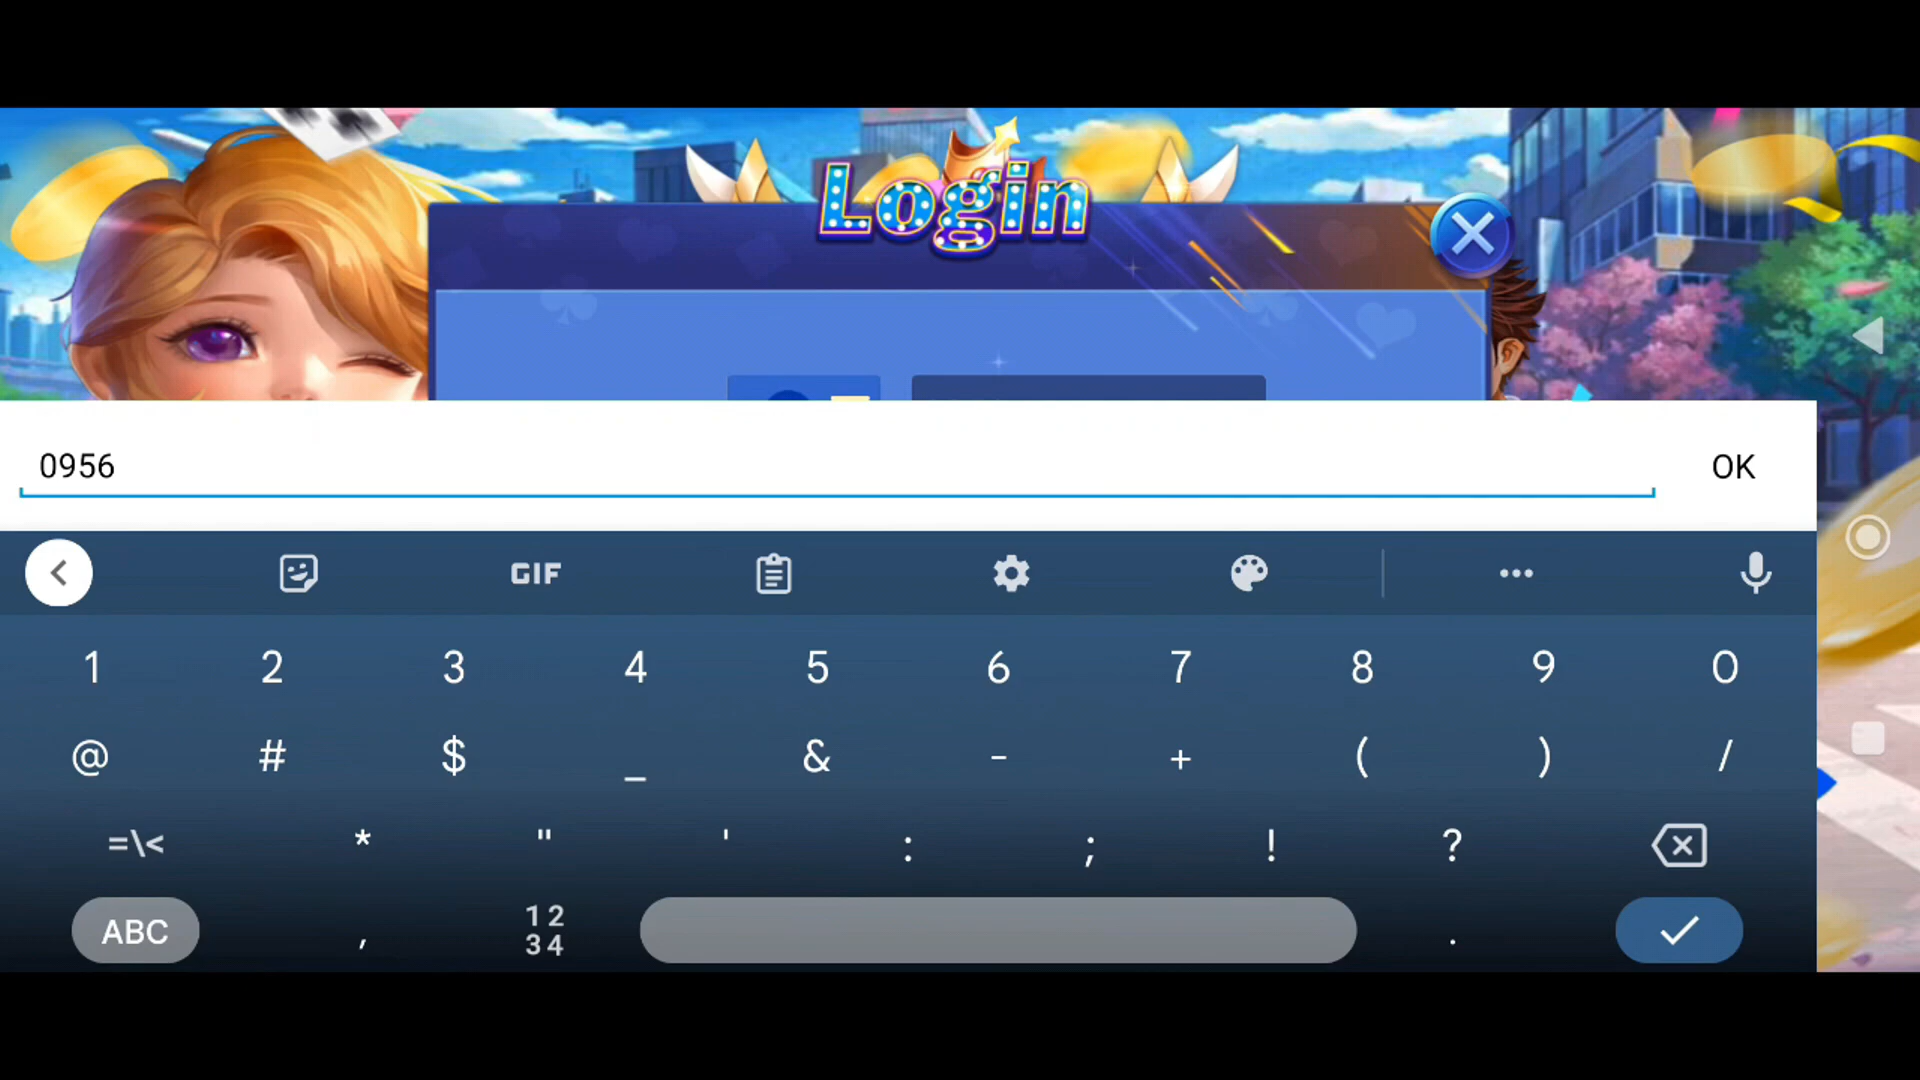 Login
0956
OK
GIF
1 2 3 4 5 6 7 8 9 0
@ # $ _ & - + ( ) /
=\< * " ' : ; ! ?
ABC , 12 .
34